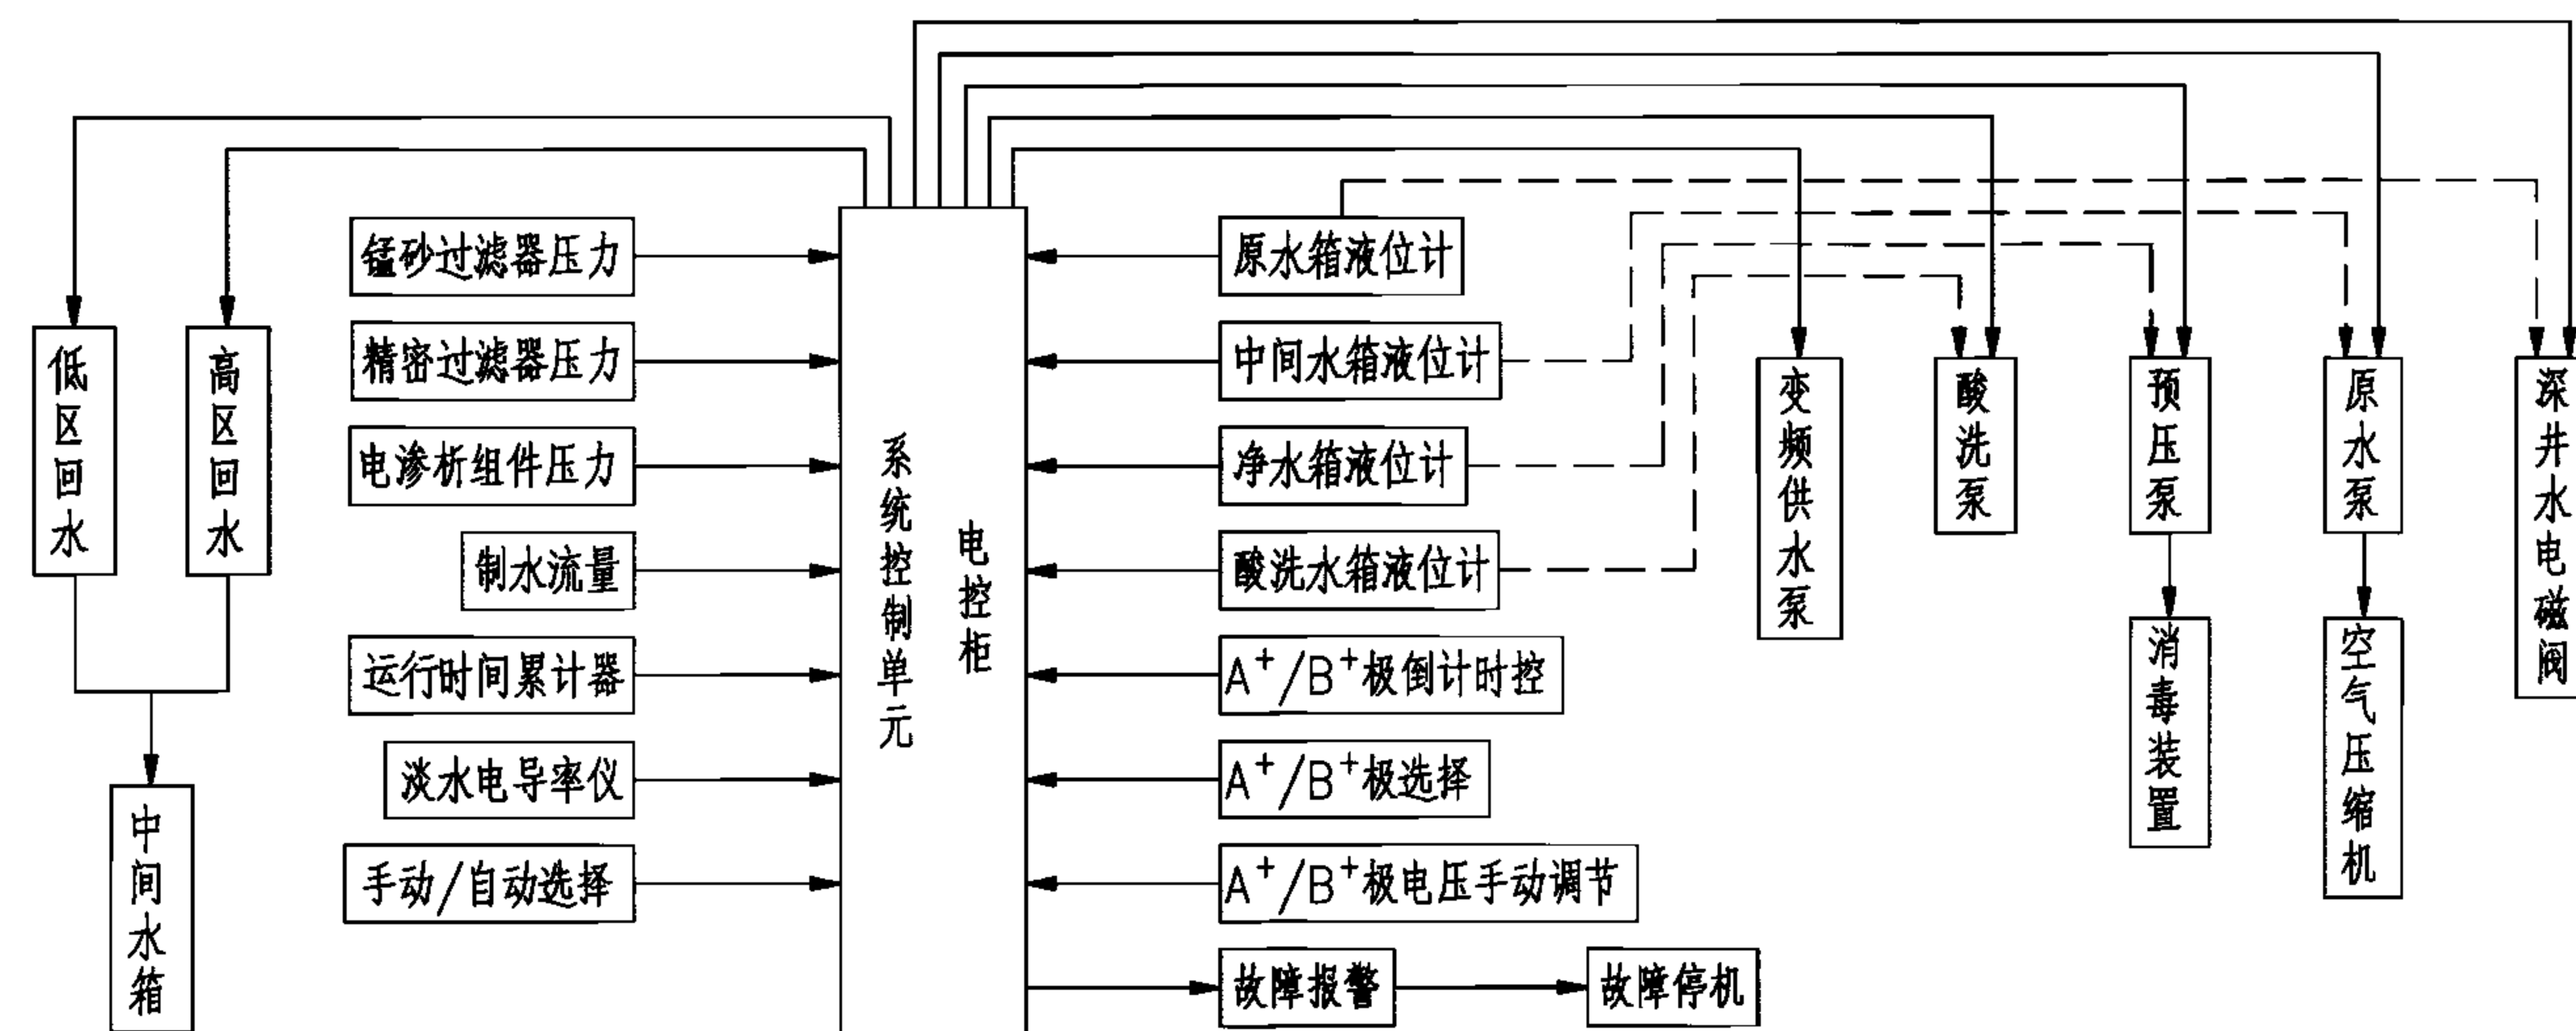 锰砂过滤器压力
精密过滤器压力
电渗析组件压力
制水流量
运行时间累计器
淡水电导率仪
手动/自动选择
低区回水
高区回水
中间水箱
系统控制单元
电控柜
原水箱液位计
中间水箱液位计
净水箱液位计
酸洗水箱液位计
A⁺/B⁺极倒计时控
A⁺/B⁺极选择
A⁺/B⁺极电压手动调节
故障报警
故障停机
变频供水泵
酸洗泵
预压泵
原水泵
深井水电磁阀
消毒装置
空气压缩机